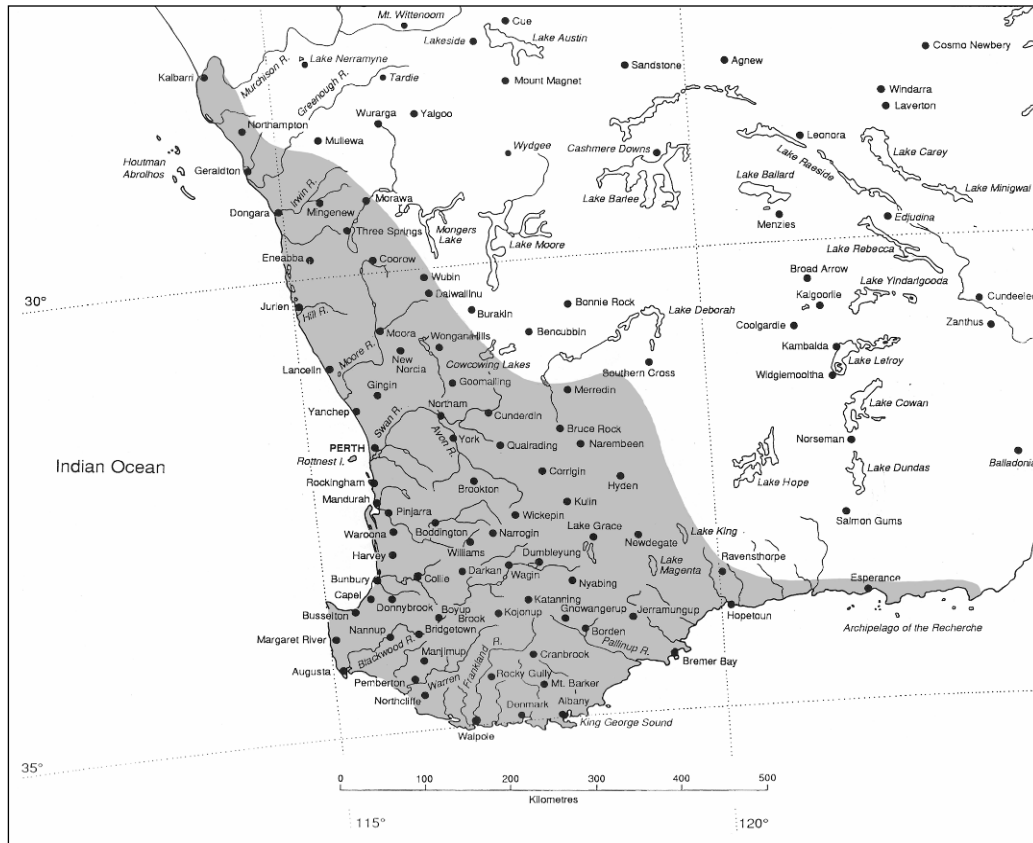 Mt. Wittenoom
Cue
Lakeside
Lake Austin
Cosmo Newbery
Murchison R.
Lake Nerramyne
Sandstone
Agnew
Kalbarri
Greenough R.
Tardie
Mount Magnet
Windarra
Laverton
Northampton
Wurarga
Yalgoo
Mullewa
Leonora
Houtman
Abrolhos
Wydgee
Cashmere Downs
Lake Carey
Geraldton
Lake Raeside
Lake Ballard
Lake Barlee
Lake Minigwal
Irwin R.
Morawa
Mingenew
Dongara
Menzies
Edjudina
Three Springs
Mongers
Lake
Lake Moore
Lake Rebecca
Eneabba
Coorow
Broad Arrow
Lake Yindarlgooda
Wubin
30°
Dalwallinu
Kalgoorlie
Cundeelee
Jurien
Hill R.
Burakin
Bonnie Rock
Lake Deborah
Zanthus
Coolgardie
Moora
Wongan Hills
Bencubbin
Kambalda
Moore R.
New
Norcia
Cowcowing Lakes
Lake Lefroy
Lancelin
Southern Cross
Widgiemooltha
Gingin
Goomalling
Merredin
Yanchep
Northam
Cunderdin
Lake Cowan
Swan R.
Bruce Rock
PERTH
Avon R.
York
Quairading
Narembeen
Norseman
Rottnest I.
Indian Ocean
Balladonia
Rockingham
Brookton
Corrigin
Hyden
Lake Hope
Lake Dundas
Mandurah
Kulin
Pinjarra
Wickepin
Salmon Gums
Boddington
Lake Grace
Lake King
Waroona
Narrogin
Newdegate
Williams
Dumbleyung
Harvey
Ravensthorpe
Lake
Magenta
Darkan
Wagin
Bunbury
Collie
Nyabing
Esperance
Capel
Donnybrook
Katanning
Busselton
Boyup
Brook
Kojonup
Gnowangerup
Jerramungup
Hopetoun
Nannup
Bridgetown
Borden
Archipelago of the Recherche
Margaret River
Blackwood R.
Pallinup R.
Manjimup
Frankland R.
Cranbrook
Bremer Bay
Augusta
Pemberton
Warren
Rocky Gully
Mt. Barker
Northcliffe
Denmark
Albany
King George Sound
Walpole
35°
0 100 200 300 400 500
Kilometres
115°
120°